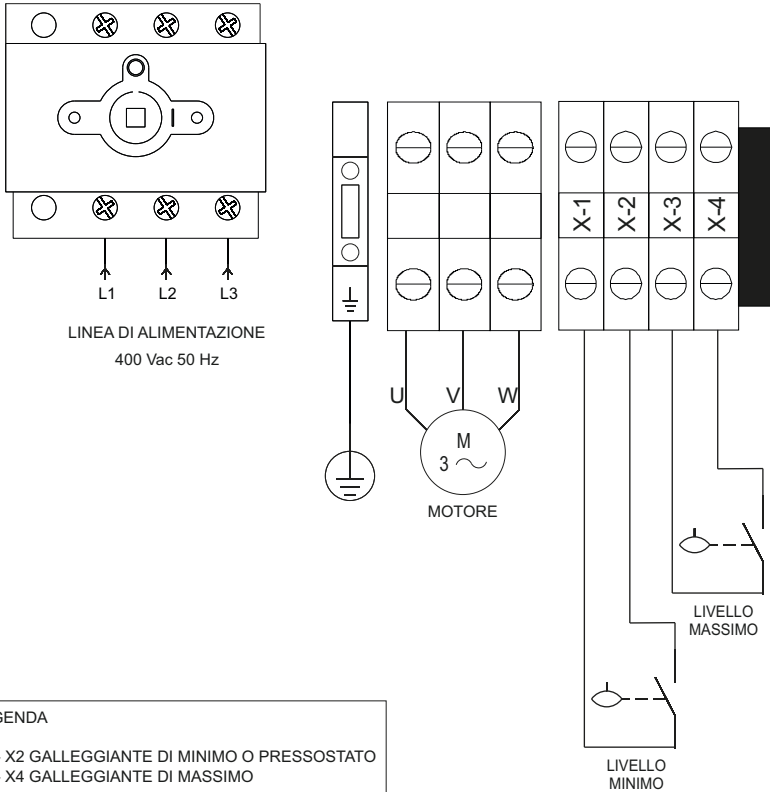 L1 L2 L3
LINEA DI ALIMENTAZIONE
400 Vac 50 Hz
X-1 X-2 X-3 X-4
U V W
M
3
MOTORE
LIVELLO
MASSIMO
LIVELLO
MINIMO
GENDA
X2 GALLEGGIANTE DI MINIMO O PRESSOSTATO
X4 GALLEGGIANTE DI MASSIMO